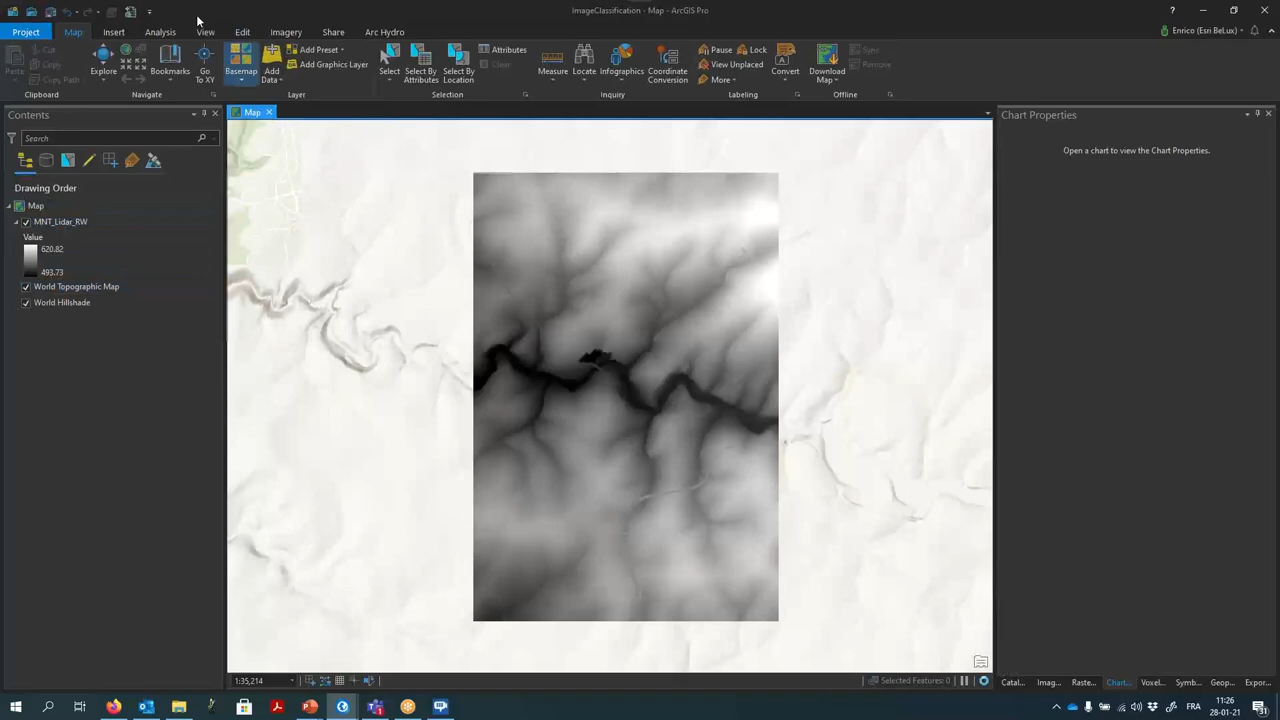 ImageClassification - Map - ArcGIS Pro
?
Project
Map
Insert
Analysis
View
Edit
Imagery
Share
Arc Hydro
Enrico (Esri BeLux)
Paste
Cut
Copy
Copy Path
Clipboard
Explore
Bookmarks
Go To XY
Navigate
Basemap
Add Data
Add Preset
Add Graphics Layer
Layer
Select
Select By Attributes
Select By Location
Attributes
Clear
Selection
Measure
Locate
Infographics
Coordinate Conversion
Inquiry
Pause
Lock
View Unplaced
More
Convert
Labeling
Download Map
Sync
Remove
Offline
Contents
Search
Drawing Order
Map
MNT_Lidar_RW
Value
620.82
493.73
World Topographic Map
World Hillshade
Map
1:35,214
Selected Features: 0
Chart Properties
Open a chart to view the Chart Properties.
Catal...
Imag...
Raste...
Chart...
Voxel...
Symb...
Geop...
Expor...
FRA
11:26
28-01-21